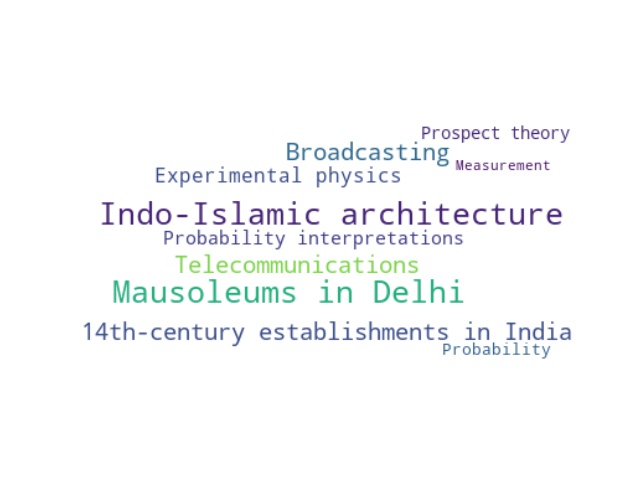 Prospect theory
Broadcasting
Measurement
Experimental physics
Indo-Islamic architecture
Probability interpretations
Telecommunications
Mausoleums in Delhi
14th-century establishments in India
Probability